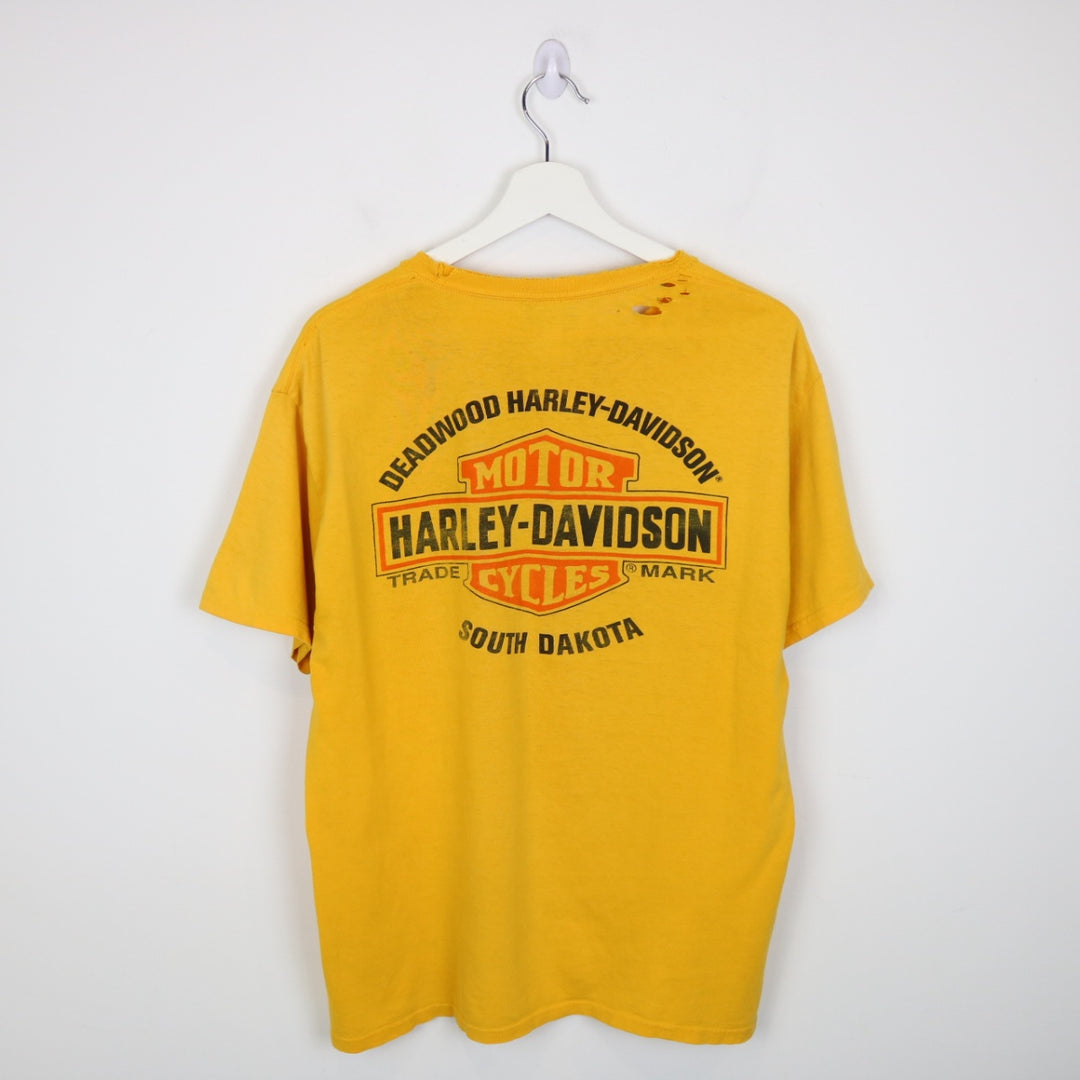 DEADWOOD HARLEY-DAVIDSON®
MOTOR
HARLEY-DAVIDSON
TRADE CYCLES ® MARK
SOUTH DAKOTA